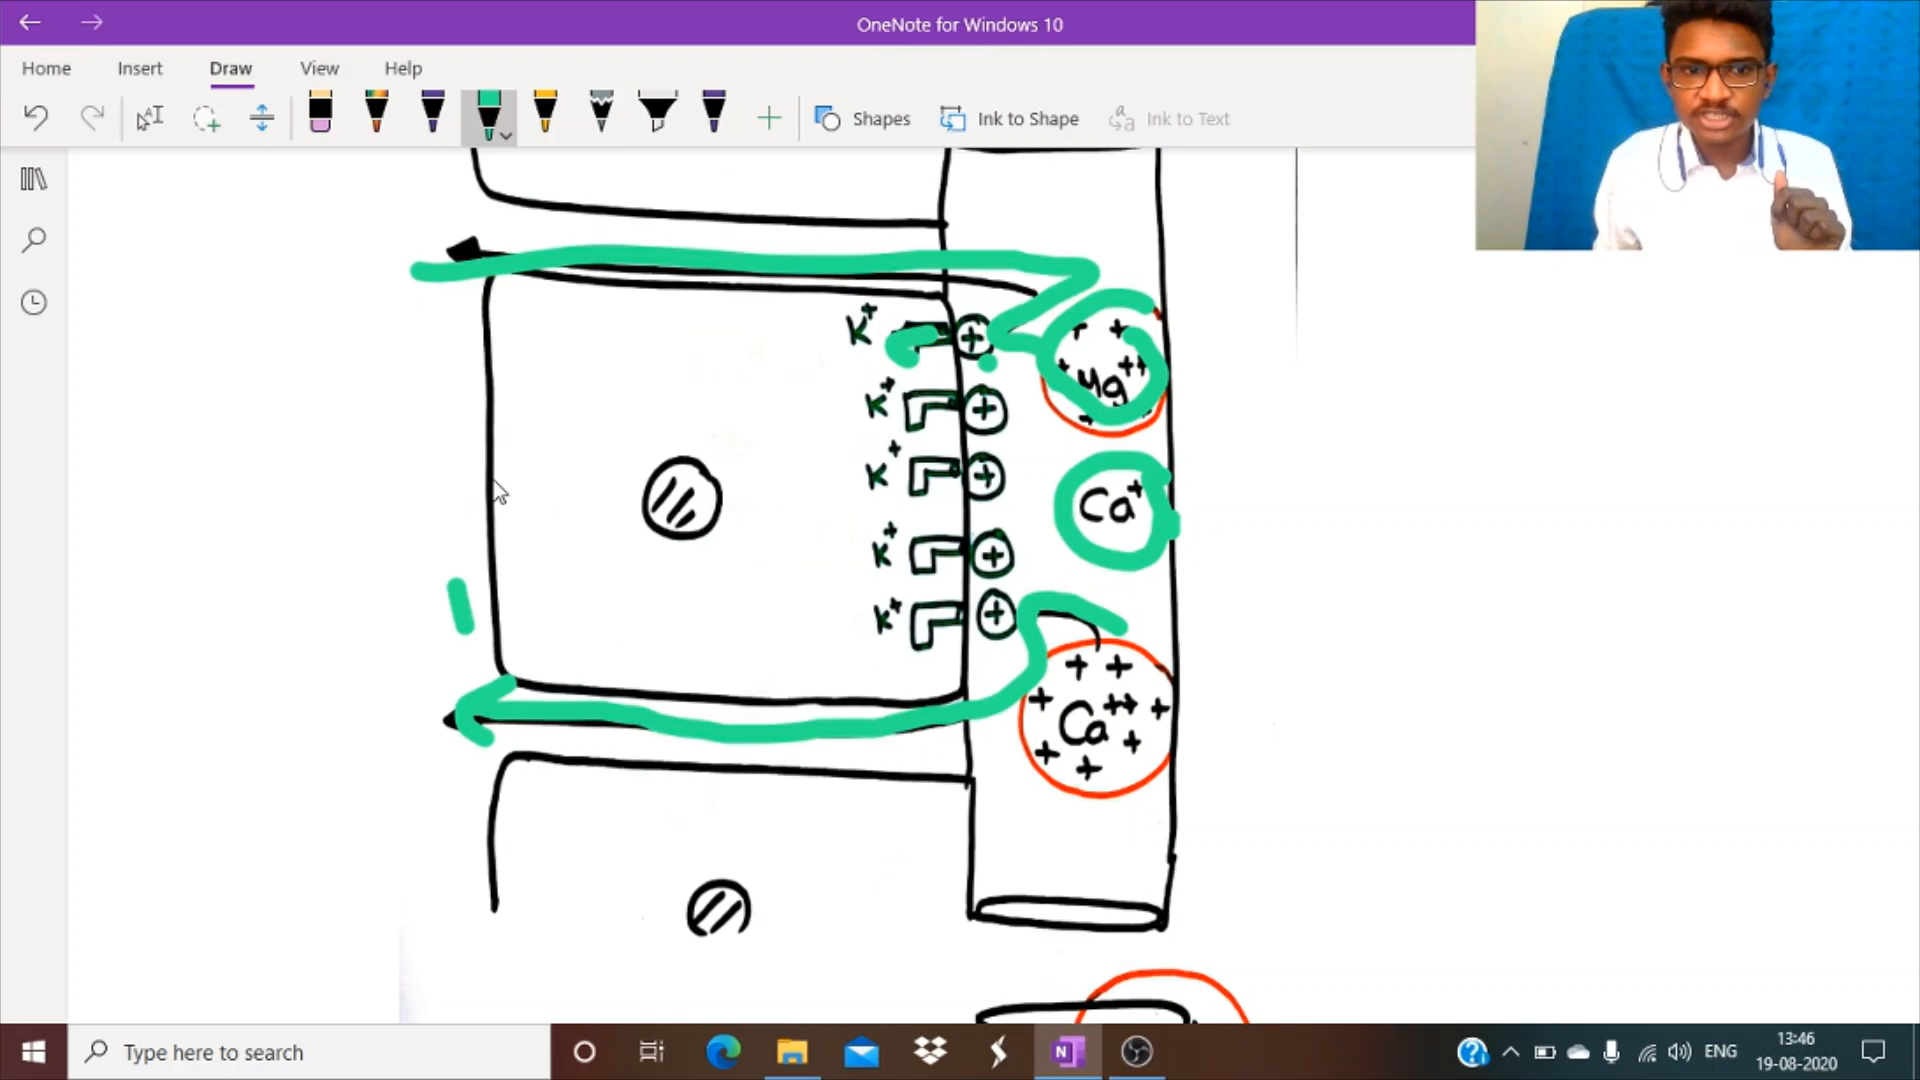 OneNote for Windows 10
Home Insert Draw View Help
Shapes Ink to Shape Ink to Text
K+ +
K+ +
K+ +
K+ +
K+ +
+ + ++ Mg
Ca+
+ +
+ Ca++ +
+ +
+
Type here to search
ENG
13:46
19-08-2020